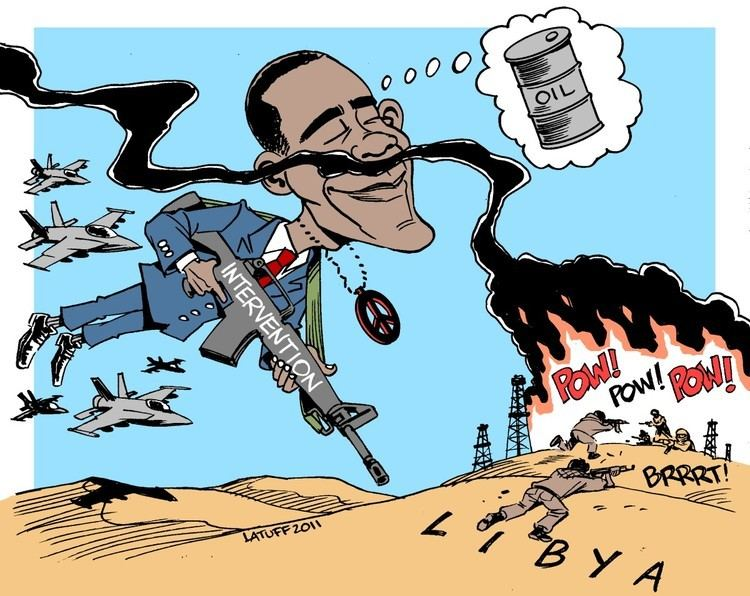 OIL
INTERVENTION
POW! POW! POW!
BRRRT!
LIBYA
LATUFF 2011